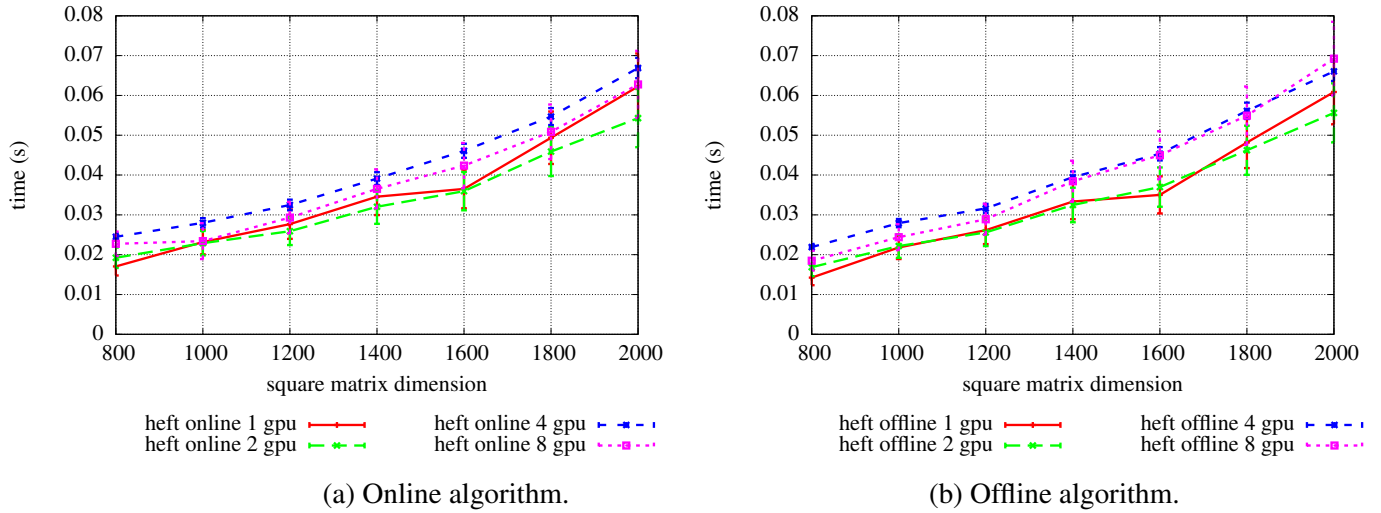 0.08
0.07
0.06
0.05
0.04
0.03
0.02
0.01
0
time (s)
800 1000 1200 1400 1600 1800 2000
square matrix dimension
heft online 1 gpu
heft online 2 gpu
heft online 4 gpu
heft online 8 gpu
(a) Online algorithm.
0.08
0.07
0.06
0.05
0.04
0.03
0.02
0.01
0
time (s)
800 1000 1200 1400 1600 1800 2000
square matrix dimension
heft offline 1 gpu
heft offline 2 gpu
heft offline 4 gpu
heft offline 8 gpu
(b) Offline algorithm.